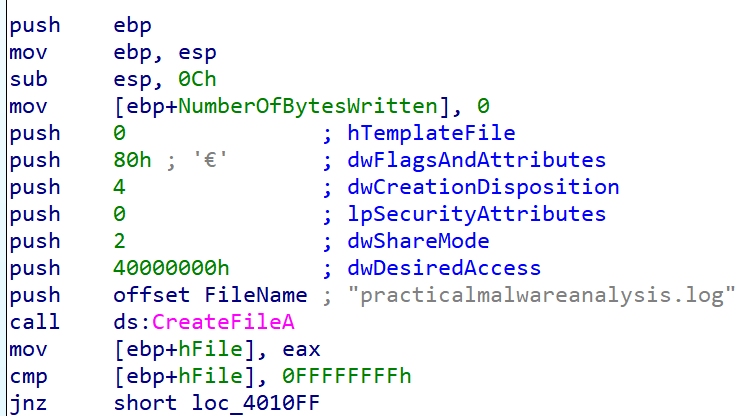 push ebp
mov ebp, esp
sub esp, 0Ch
mov [ebp+NumberOfBytesWritten], 0
push 0 ; hTemplateFile
push 80h ; '€' ; dwFlagsAndAttributes
push 4 ; dwCreationDisposition
push 0 ; lpSecurityAttributes
push 2 ; dwShareMode
push 40000000h ; dwDesiredAccess
push offset FileName ; "practicalmalwareanalysis.log"
call ds:CreateFileA
mov [ebp+hFile], eax
cmp [ebp+hFile], 0FFFFFFFFh
jnz short loc_4010FF